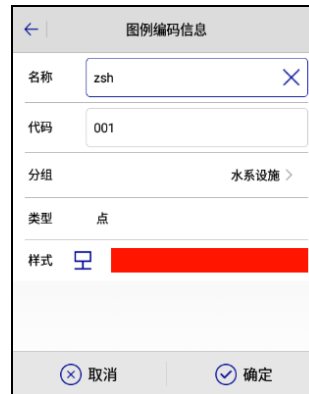 图例编码信息
名称 zsh
代码 001
分组 水系设施
类型 点
样式
取消 确定